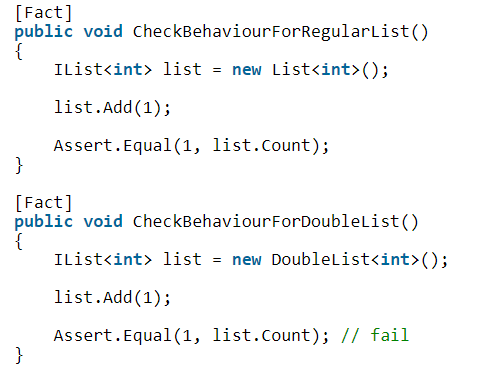 [Fact]
public void CheckBehaviourForRegularList()
{
    IList<int> list = new List<int>();
    list.Add(1);
    Assert.Equal(1, list.Count);
}
[Fact]
public void CheckBehaviourForDoubleList()
{
    IList<int> list = new DoubleList<int>();
    list.Add(1);
    Assert.Equal(1, list.Count); // fail
}